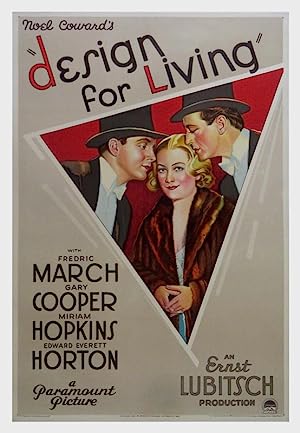 Noel Coward's
"design
for Living"
WITH
FREDRIC
MARCH
GARY
COOPER
MIRIAM
HOPKINS
EDWARD EVERETT
HORTON
a
Paramount
Picture
AN
Ernst
LUBITSCH
PRODUCTION